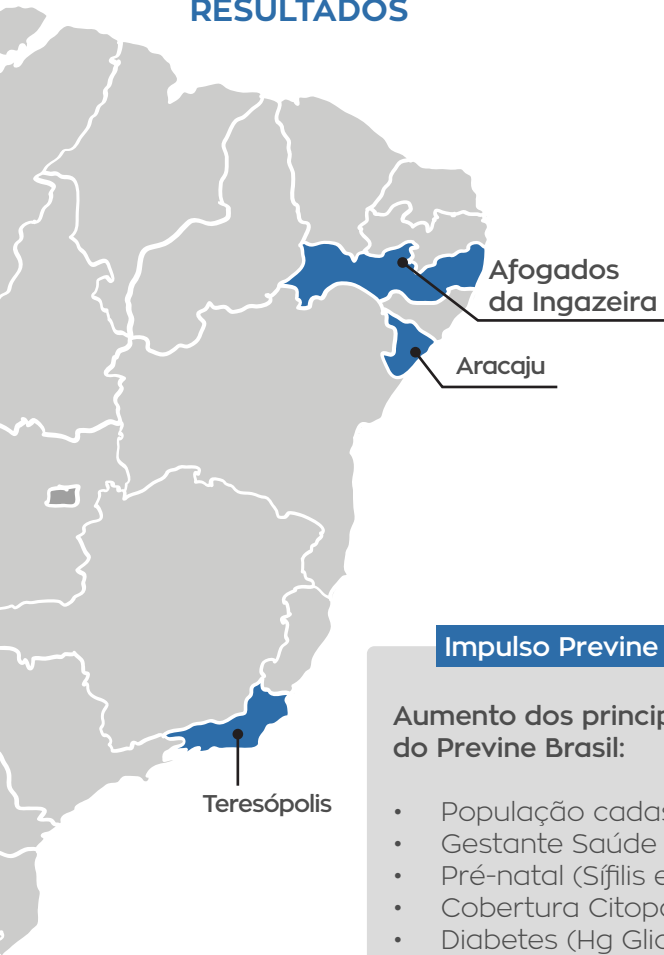 RESULTADOS
Afogados
da Ingazeira
Aracaju
Teresópolis
Impulso Previne
Aumento dos princip
do Previne Brasil:
• População cadas
• Gestante Saúde
• Pré-natal (Sífilis e
• Cobertura Citopa
• Diabetes (Hg Glic